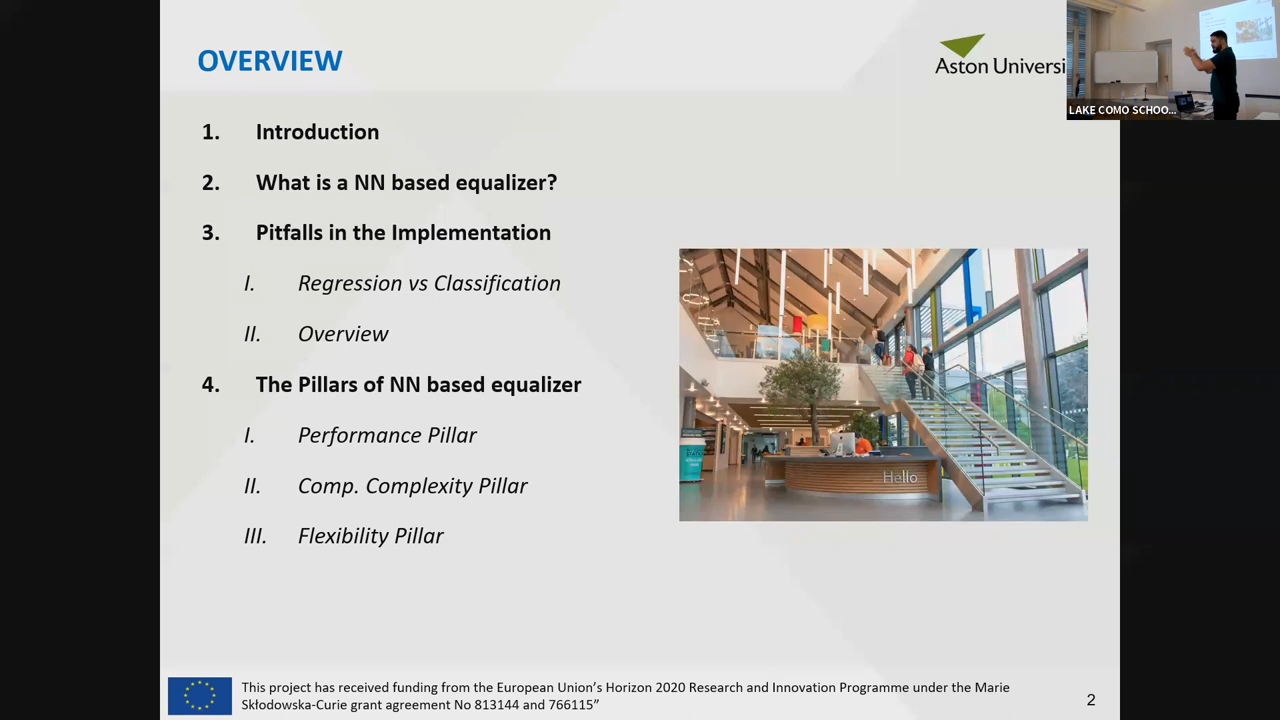 OVERVIEW
Aston Universi
LAKE COMO SCHOO...
1. Introduction
2. What is a NN based equalizer?
3. Pitfalls in the Implementation
I. Regression vs Classification
II. Overview
4. The Pillars of NN based equalizer
I. Performance Pillar
II. Comp. Complexity Pillar
III. Flexibility Pillar
Hello
This project has received funding from the European Union’s Horizon 2020 Research and Innovation Programme under the Marie
Skłodowska-Curie grant agreement No 813144 and 766115”
2